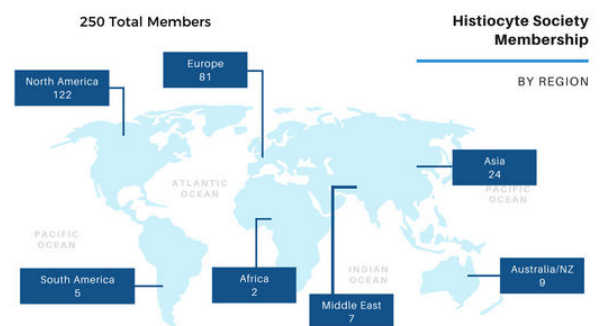 250 Total Members
Histiocyte Society
Membership
BY REGION
North America
122
Europe
81
Asia
24
ATLANTIC
OCEAN
PACIFIC
OCEAN
PACIFIC
OCEAN
South America
5
Africa
2
INDIAN
OCEAN
Middle East
7
Australia/NZ
9